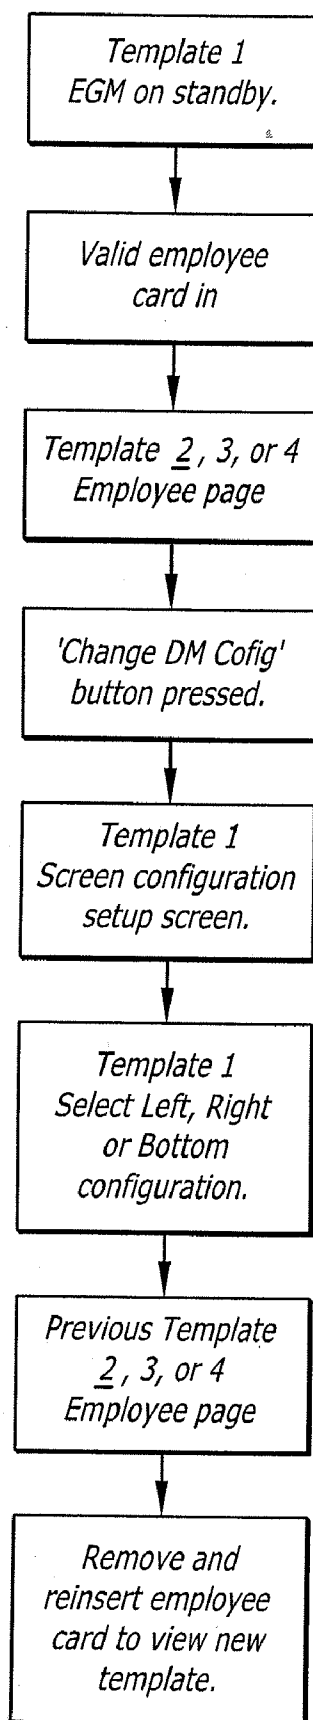 Template 1
EGM on standby.
Valid employee
card in
Template 2, 3, or 4
Employee page
'Change DM Cofig'
button pressed.
Template 1
Screen configuration
setup screen.
Template 1
Select Left, Right
or Bottom
configuration.
Previous Template
2, 3, or 4
Employee page
Remove and
reinsert employee
card to view new
template.